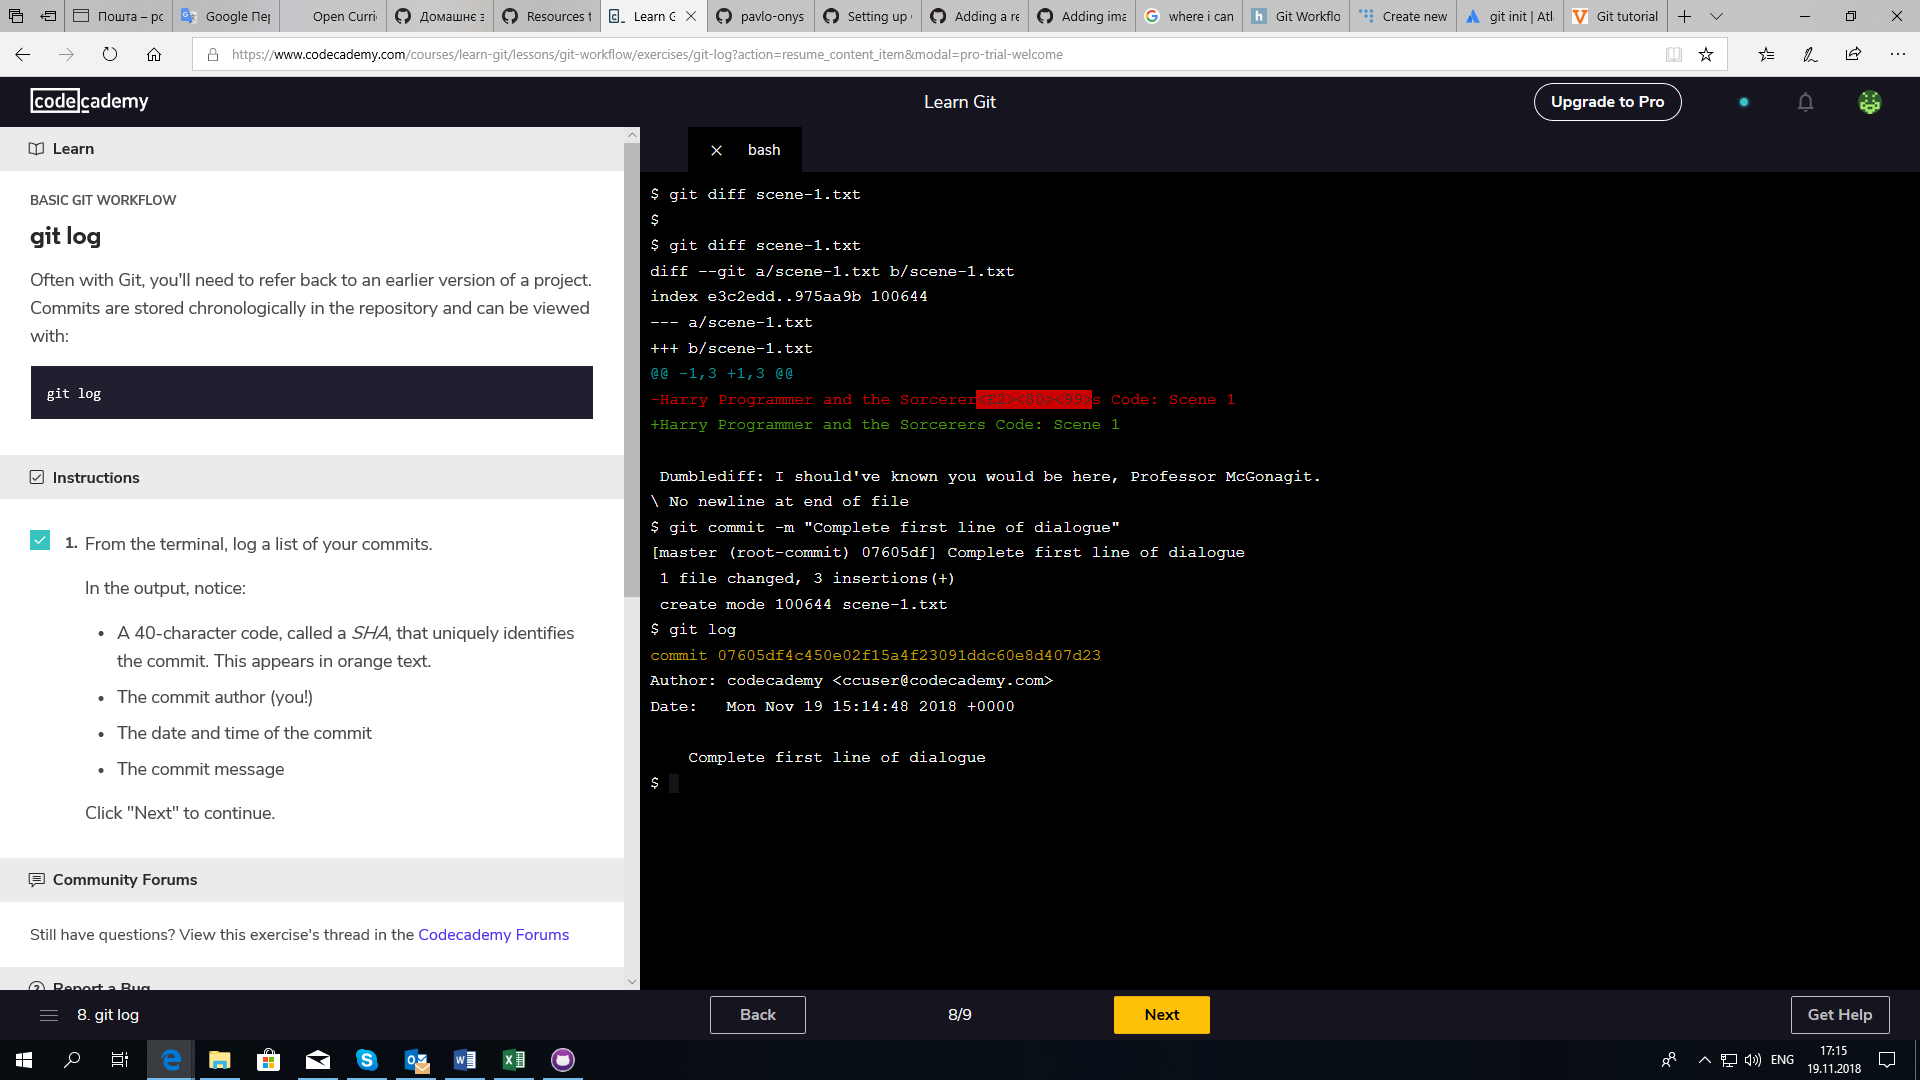 Пошта – pc
Google Пер
Open Curri
Домашнє з
Resources t
Learn G
pavlo-onys
Setting up
Adding a re
Adding ima
where i can
Git Workflo
Create new
git init | Atl
Git tutorial
https://www.codecademy.com/courses/learn-git/lessons/git-workflow/exercises/git-log?action=resume_content_item&modal=pro-trial-welcome
codecademy
Learn Git
Upgrade to Pro
Learn
bash
BASIC GIT WORKFLOW
git log
Often with Git, you'll need to refer back to an earlier version of a project.
Commits are stored chronologically in the repository and can be viewed
with:
git log
Instructions
1. From the terminal, log a list of your commits.
In the output, notice:
• A 40-character code, called a SHA, that uniquely identifies
the commit. This appears in orange text.
• The commit author (you!)
• The date and time of the commit
• The commit message
Click "Next" to continue.
Community Forums
Still have questions? View this exercise's thread in the Codecademy Forums
Report a Bug
$ git diff scene-1.txt
$
$ git diff scene-1.txt
diff --git a/scene-1.txt b/scene-1.txt
index e3c2edd..975aa9b 100644
--- a/scene-1.txt
+++ b/scene-1.txt
@@ -1,3 +1,3 @@
-Harry Programmer and the Sorcerer<E2><80><99>s Code: Scene 1
+Harry Programmer and the Sorcerers Code: Scene 1
Dumblediff: I should've known you would be here, Professor McGonagit.
\ No newline at end of file
$ git commit -m "Complete first line of dialogue"
[master (root-commit) 07605df] Complete first line of dialogue
1 file changed, 3 insertions(+)
create mode 100644 scene-1.txt
$ git log
commit 07605df4c450e02f15a4f23091ddc60e8d407d23
Author: codecademy <ccuser@codecademy.com>
Date:   Mon Nov 19 15:14:48 2018 +0000
Complete first line of dialogue
$
8. git log
Back
8/9
Next
Get Help
ENG
17:15
19.11.2018